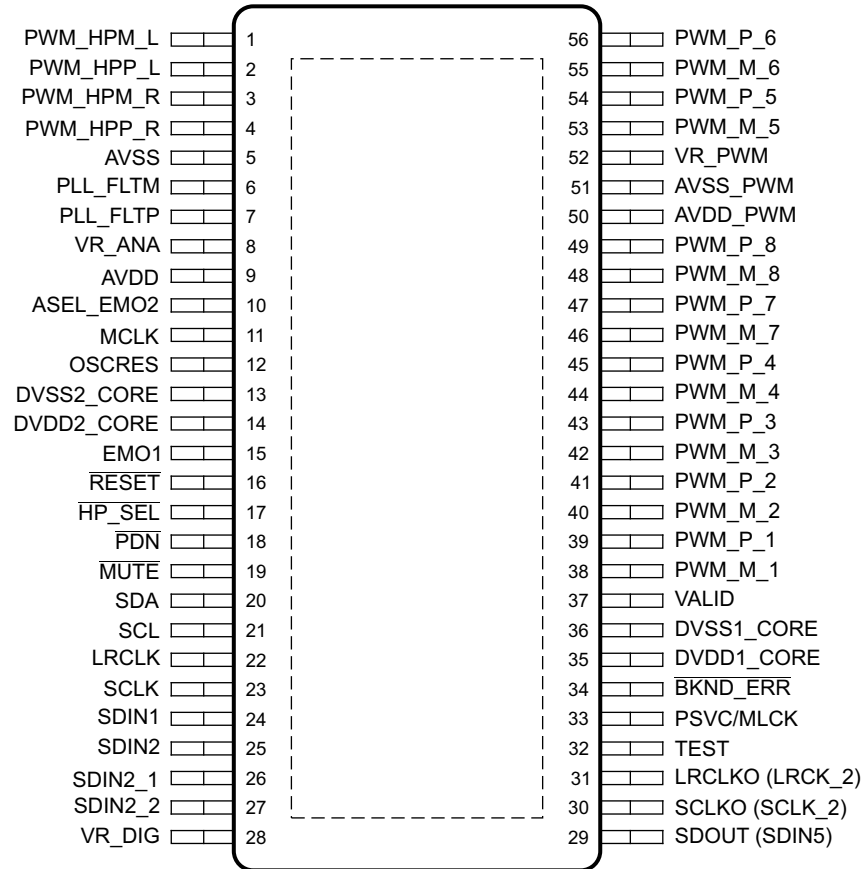 PWM_HPM_L 1 56 PWM_P_6
PWM_HPP_L 2 55 PWM_M_6
PWM_HPM_R 3 54 PWM_P_5
PWM_HPP_R 4 53 PWM_M_5
AVSS 5 52 VR_PWM
PLL_FLTM 6 51 AVSS_PWM
PLL_FLTP 7 50 AVDD_PWM
VR_ANA 8 49 PWM_P_8
AVDD 9 48 PWM_M_8
ASEL_EMO2 10 47 PWM_P_7
MCLK 11 46 PWM_M_7
OSCRES 12 45 PWM_P_4
DVSS2_CORE 13 44 PWM_M_4
DVDD2_CORE 14 43 PWM_P_3
EMO1 15 42 PWM_M_3
RESET 16 41 PWM_P_2
HP_SEL 17 40 PWM_M_2
PDN 18 39 PWM_P_1
MUTE 19 38 PWM_M_1
SDA 20 37 VALID
SCL 21 36 DVSS1_CORE
LRCLK 22 35 DVDD1_CORE
SCLK 23 34 BKND_ERR
SDIN1 24 33 PSVC/MLCK
SDIN2 25 32 TEST
SDIN2_1 26 31 LRCLKO (LRCK_2)
SDIN2_2 27 30 SCLKO (SCLK_2)
VR_DIG 28 29 SDOUT (SDIN5)